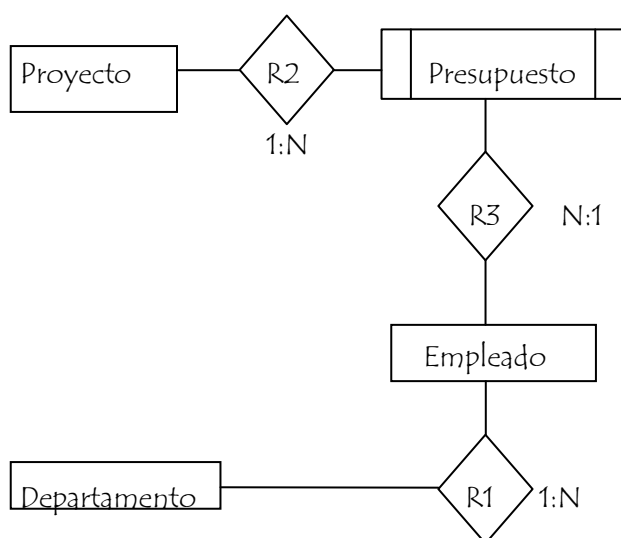 Proyecto
R2
Presupuesto
1:N
R3
N:1
Empleado
Departamento
R1
1:N